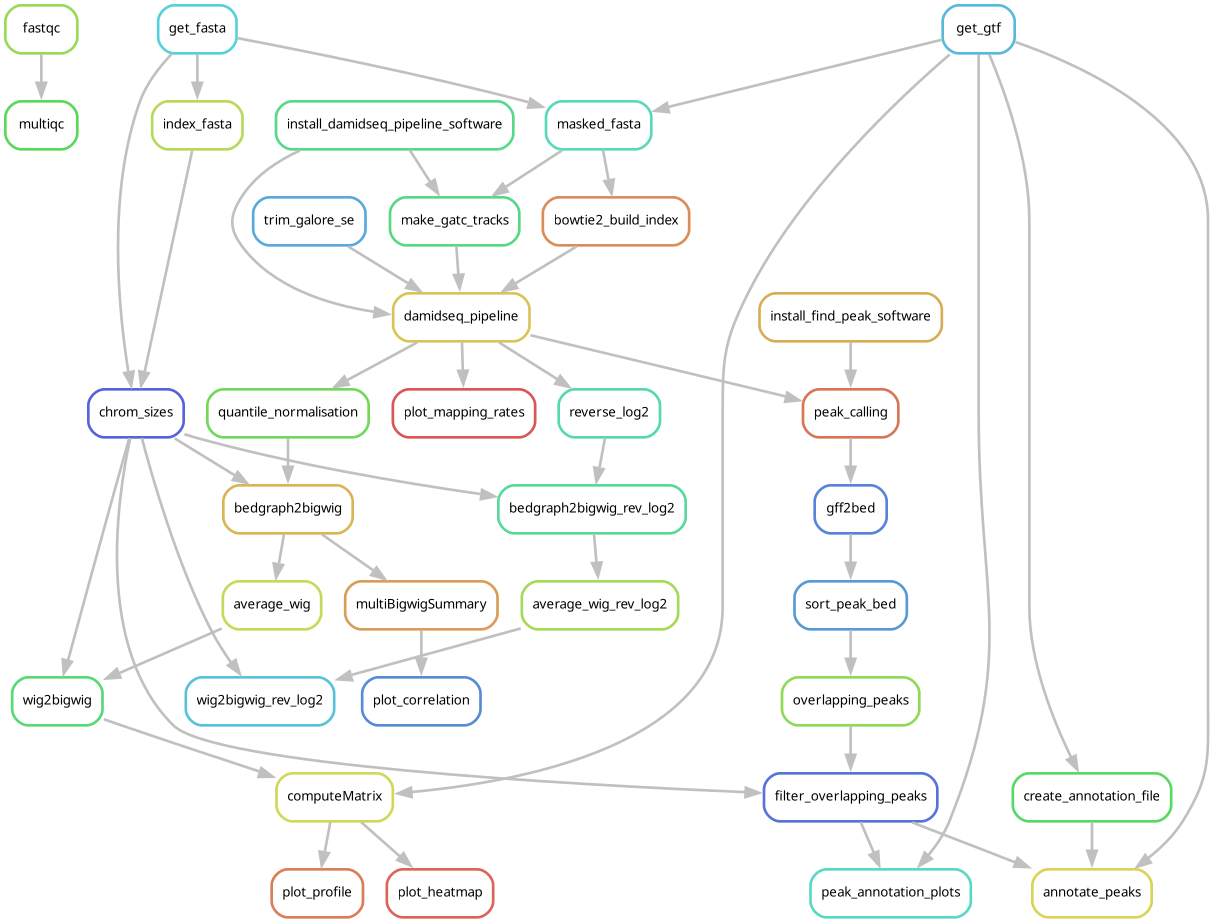 fastqc
get_fasta
get_gtf
multiqc
index_fasta
install_damidseq_pipeline_software
masked_fasta
trim_galore_se
make_gatc_tracks
bowtie2_build_index
damidseq_pipeline
install_find_peak_software
chrom_sizes
quantile_normalisation
plot_mapping_rates
reverse_log2
peak_calling
bedgraph2bigwig
bedgraph2bigwig_rev_log2
gff2bed
average_wig
multiBigwigSummary
average_wig_rev_log2
sort_peak_bed
wig2bigwig
wig2bigwig_rev_log2
plot_correlation
overlapping_peaks
computeMatrix
filter_overlapping_peaks
create_annotation_file
plot_profile
plot_heatmap
peak_annotation_plots
annotate_peaks